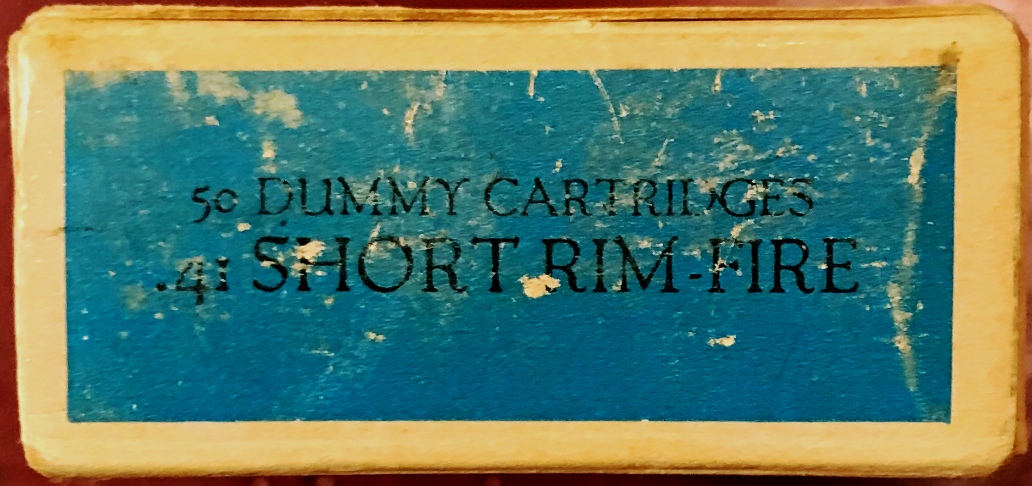 50 DUMMY CARTRIDGES
.41 SHORT RIM-FIRE